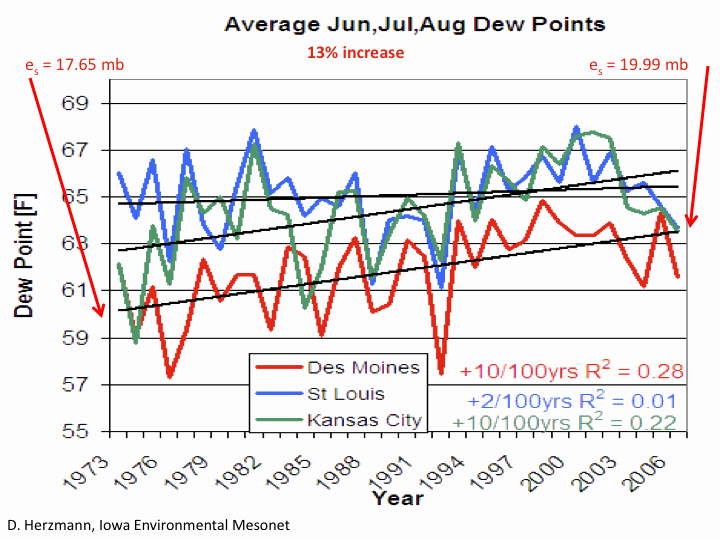 Average Jun,Jul,Aug Dew Points
13% increase
es = 17.65 mb
es = 19.99 mb
Dew Point [F]
69
67
65
63
61
59
57
55
Des Moines
St Louis
Kansas City
+10/100yrs R² = 0.28
+2/100yrs R² = 0.01
+10/100yrs R² = 0.22
1973 1976 1979 1982 1985 1988 1991 1994 1997 2000 2003 2006
Year
D. Herzmann, Iowa Environmental Mesonet